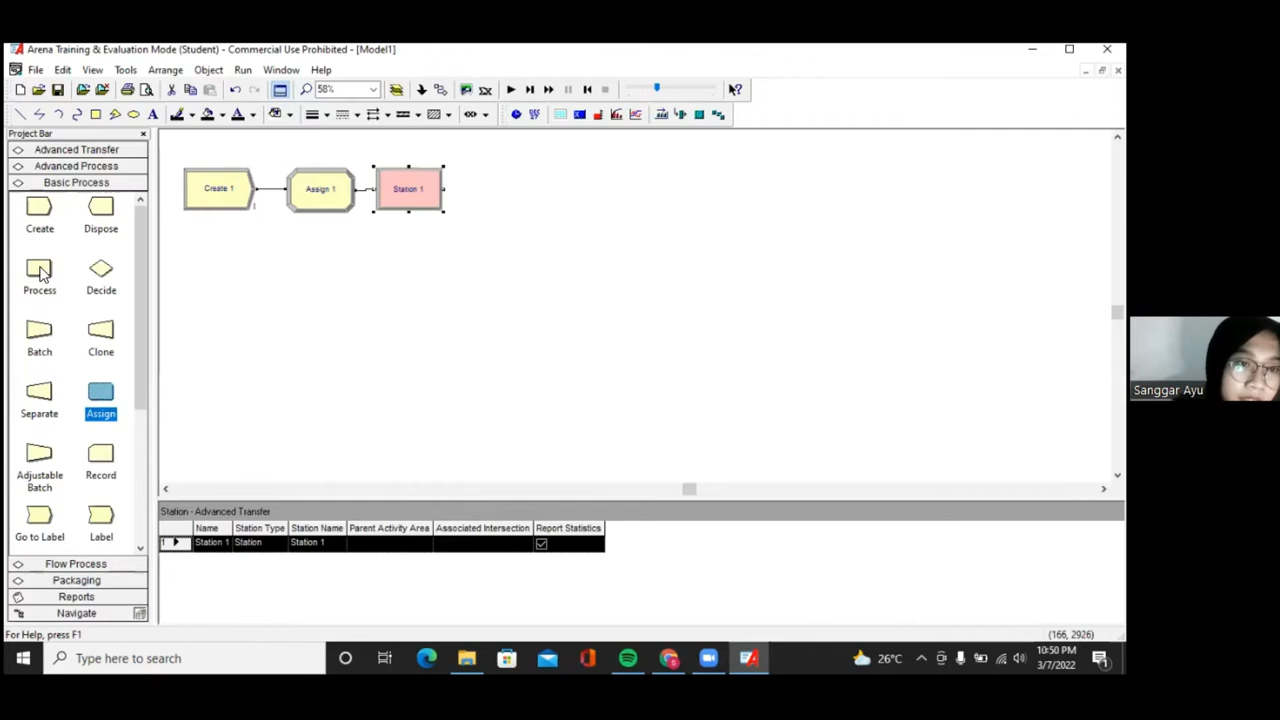 Arena Training & Evaluation Mode (Student) - Commercial Use Prohibited - [Model1]
File Edit View Tools Arrange Object Run Window Help
58%
A A
Project Bar
Advanced Transfer
Advanced Process
Basic Process
Create Dispose
Process Decide
Batch Clone
Separate Assign
Adjustable Batch Record
Go to Label Label
Flow Process
Packaging
Reports
Navigate
Create 1 Assign 1 Station 1
Sanggar Ayu
Station - Advanced Transfer
Name Station Type Station Name Parent Activity Area Associated Intersection Report Statistics
1 Station 1 Station Station 1
For Help, press F1 (166, 2926)
Type here to search
26°C
10:50 PM
3/7/2022